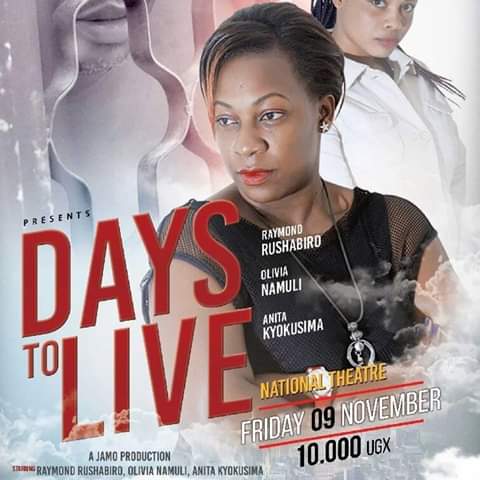 PRESENTS
DAYS
TO LIVE
RAYMOND
RUSHABIRO
OLIVIA
NAMULI
ANITA
KYOKUSIMA
NATIONAL THEATRE
FRIDAY 09 NOVEMBER
10.000 UGX
A JAMO PRODUCTION
STARRING RAYMOND RUSHABIRO, OLIVIA NAMULI, ANITA KYOKUSIMA